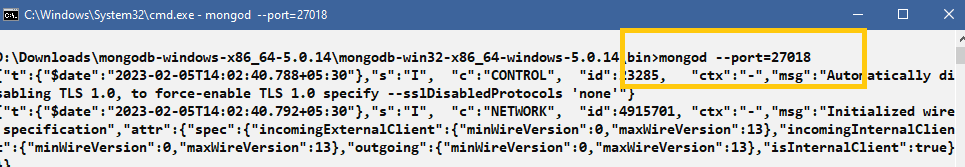 C:\Windows\System32\cmd.exe - mongod --port=27018
D:\Downloads\mongodb-windows-x86_64-5.0.14\mongodb-win32-x86_64-windows-5.0.14\bin>mongod --port=27018
{"t":{"$date":"2023-02-05T14:02:40.788+05:30"},"s":"I", "c":"CONTROL", "id":23285, "ctx":"-","msg":"Automatically di
sabling TLS 1.0, to force-enable TLS 1.0 specify --sslDisabledProtocols 'none'"}
{"t":{"$date":"2023-02-05T14:02:40.792+05:30"},"s":"I", "c":"NETWORK", "id":4915701, "ctx":"-","msg":"Initialized wire
specification","attr":{"spec":{"incomingExternalClient":{"minWireVersion":0,"maxWireVersion":13},"incomingInternalClien
t":{"minWireVersion":0,"maxWireVersion":13},"outgoing":{"minWireVersion":0,"maxWireVersion":13},"isInternalClient":true}